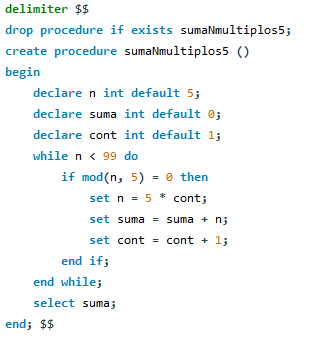 delimiter $$
drop procedure if exists sumaNmultiplos5;
create procedure sumaNmultiplos5 ()
begin
    declare n int default 5;
    declare suma int default 0;
    declare cont int default 1;
    while n < 99 do
        if mod(n, 5) = 0 then
            set n = 5 * cont;
            set suma = suma + n;
            set cont = cont + 1;
        end if;
    end while;
    select suma;
end; $$